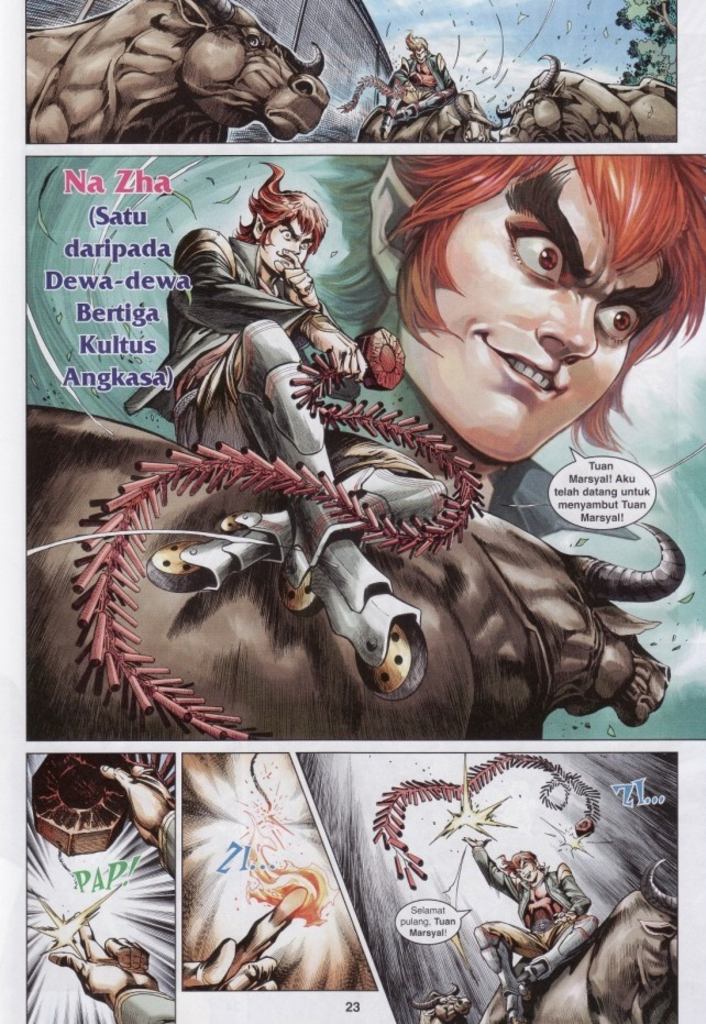 Na Zha
(Satu
daripada
Dewa-dewa
Bertiga
Kultus
Angkasa)
Tuan
Marsyal! Aku
telah datang untuk
menyambut Tuan
Marsyal!
PAP!
ZI...
ZI...
Selamat
pulang, Tuan
Marsyal!
23